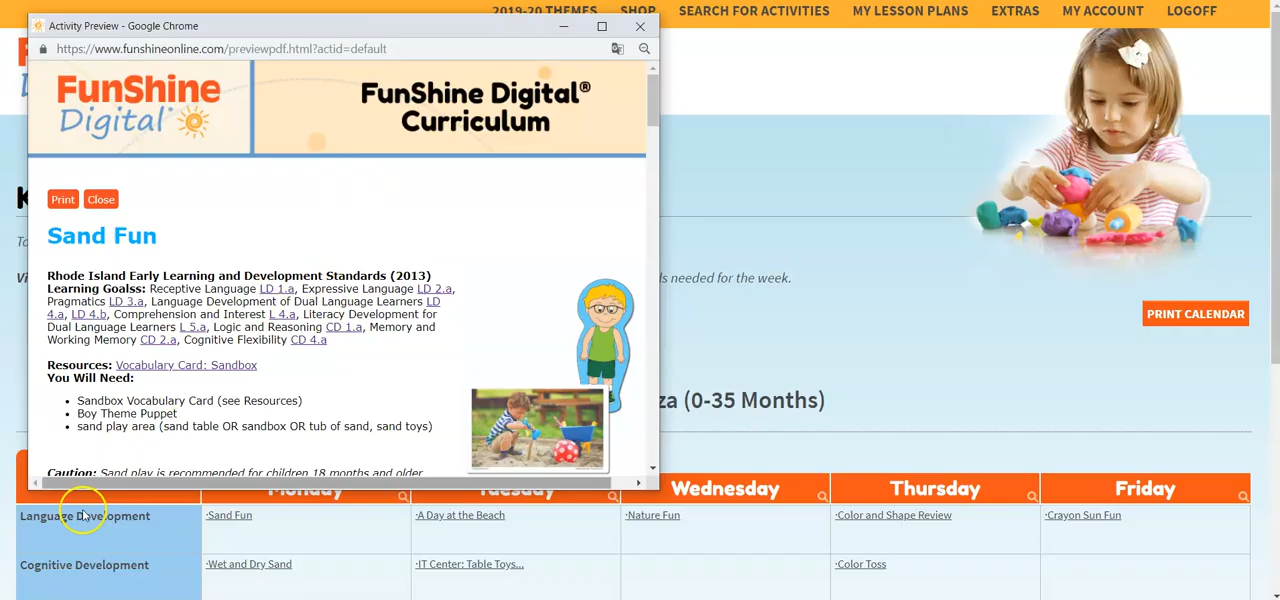 2019-20 THEMES SHOP SEARCH FOR ACTIVITIES MY LESSON PLANS EXTRAS MY ACCOUNT LOGOFF
Activity Preview - Google Chrome
https://www.funshineonline.com/previewpdf.html?actid=default
FunShine
Digital
FunShine Digital®
Curriculum
Print Close
Sand Fun
Rhode Island Early Learning and Development Standards (2013)
Learning Goalss: Receptive Language LD 1.a, Expressive Language LD 2.a,
Pragmatics LD 3.a, Language Development of Dual Language Learners LD
4.a, LD 4.b, Comprehension and Interest L 4.a, Literacy Development for
Dual Language Learners L 5.a, Logic and Reasoning CD 1.a, Memory and
Working Memory CD 2.a, Cognitive Flexibility CD 4.a
Resources: Vocabulary Card: Sandbox
You Will Need:
• Sandbox Vocabulary Card (see Resources)
• Boy Theme Puppet
• sand play area (sand table OR sandbox OR tub of sand, sand toys)
Caution: Sand play is recommended for children 18 months and older
ds needed for the week.
PRINT CALENDAR
za (0-35 Months)
Monday Tuesday Wednesday Thursday Friday
Language Development ·Sand Fun ·A Day at the Beach ·Nature Fun ·Color and Shape Review ·Crayon Sun Fun
Cognitive Development ·Wet and Dry Sand ·IT Center: Table Toys... ·Color Toss